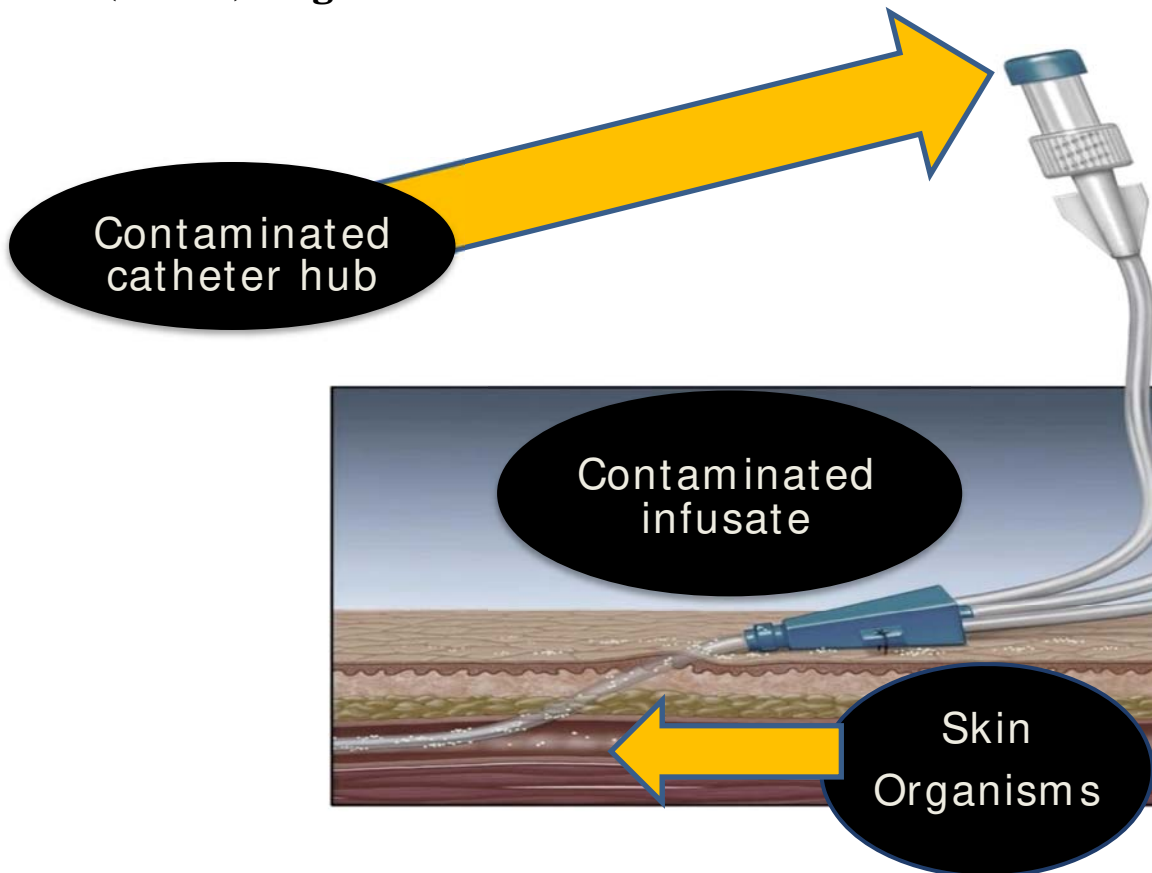 Contaminated
catheter hub
Contaminated
infusate
Skin
Organisms